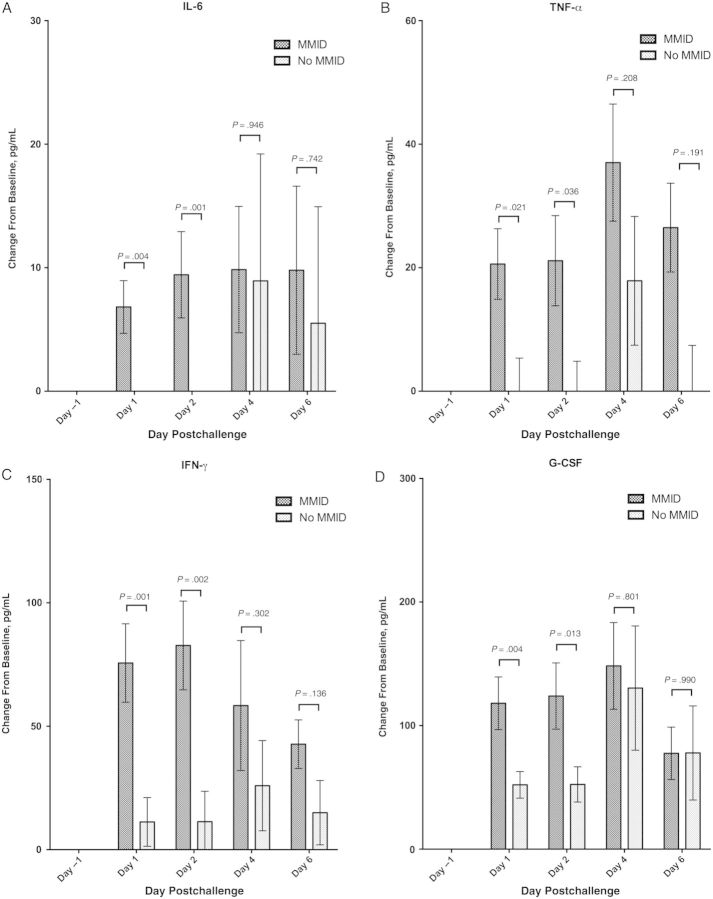 A
IL-6
30
20
10
0
Change From Baseline, pg/mL
MMID
No MMID
P = .004
P = .001
P = .946
P = .742
Day –1
Day 1
Day 2
Day 4
Day 6
Day Postchallenge
B
TNF-α
60
40
20
0
Change From Baseline, pg/mL
MMID
No MMID
P = .021
P = .036
P = .208
P = .191
Day –1
Day 1
Day 2
Day 4
Day 6
Day Postchallenge
C
IFN-γ
150
100
50
0
Change From Baseline, pg/mL
MMID
No MMID
P = .001
P = .002
P = .302
P = .136
Day –1
Day 1
Day 2
Day 4
Day 6
Day Postchallenge
D
G-CSF
300
200
100
0
Change From Baseline, pg/mL
MMID
No MMID
P = .004
P = .013
P = .801
P = .990
Day –1
Day 1
Day 2
Day 4
Day 6
Day Postchallenge